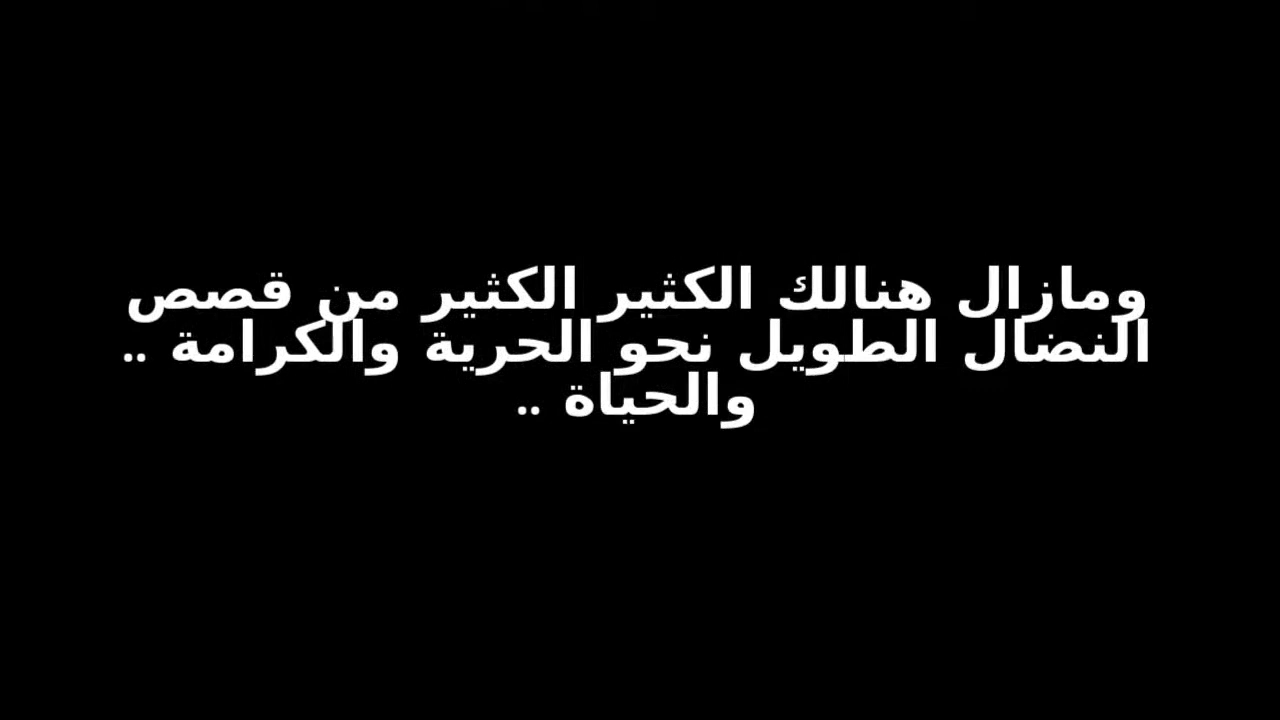 ومازال هنالك الكثير الكثير من قصص
النضال الطويل نحو الحرية والكرامة ..
والحياة ..